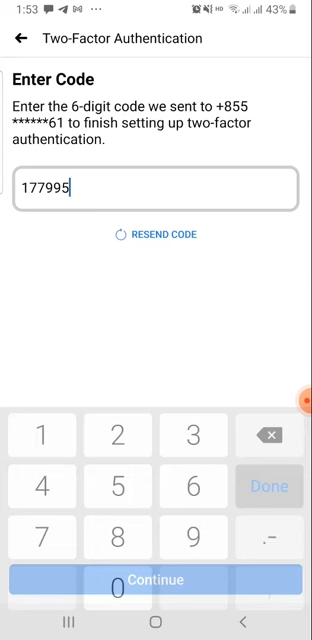 1:53 HD 43%
Two-Factor Authentication
Enter Code
Enter the 6-digit code we sent to +855
******61 to finish setting up two-factor
authentication.
177995
RESEND CODE
1 2 3
4 5 6 Done
7 8 9 .-
0 ,
Continue